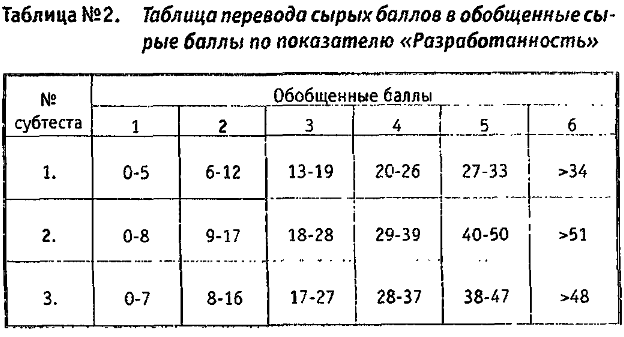 Таблица №2. Таблица перевода сырых баллов в обобщенные сы-
рые баллы по показателю «Разработанность»
№ субтеста Обобщенные баллы
1 2 3 4 5 6
1. 0-5 6-12 13-19 20-26 27-33 >34
2. 0-8 9-17 18-28 29-39 40-50 >51
3. 0-7 8-16 17-27 28-37 38-47 >48